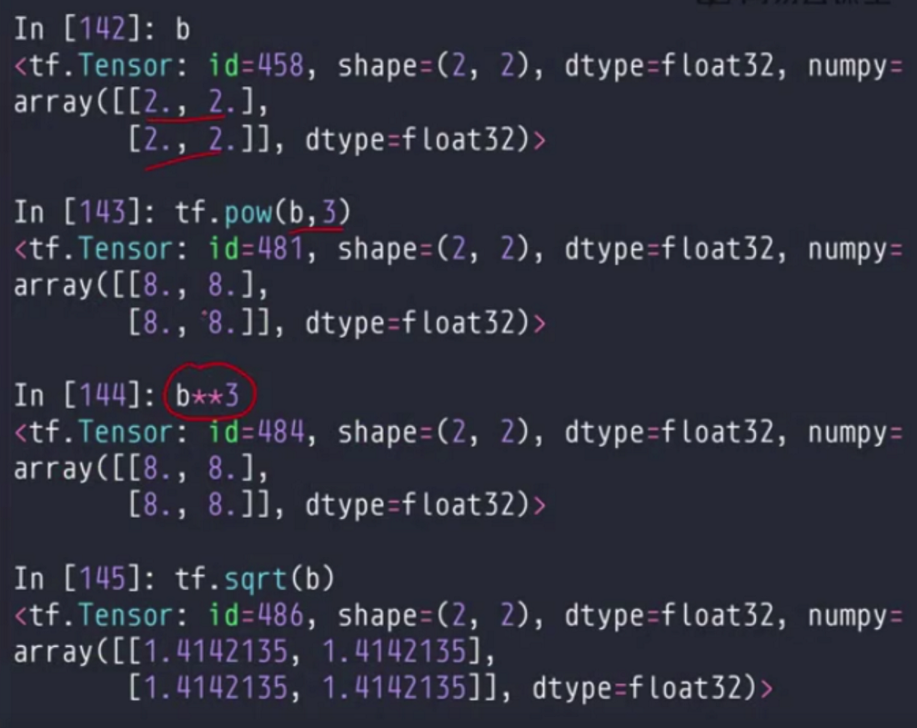 In [142]: b
<tf.Tensor: id=458, shape=(2, 2), dtype=float32, numpy=
array([[2., 2.],
       [2., 2.]], dtype=float32)>
In [143]: tf.pow(b,3)
<tf.Tensor: id=481, shape=(2, 2), dtype=float32, numpy=
array([[8., 8.],
       [8., 8.]], dtype=float32)>
In [144]: b**3
<tf.Tensor: id=484, shape=(2, 2), dtype=float32, numpy=
array([[8., 8.],
       [8., 8.]], dtype=float32)>
In [145]: tf.sqrt(b)
<tf.Tensor: id=486, shape=(2, 2), dtype=float32, numpy=
array([[1.4142135, 1.4142135],
       [1.4142135, 1.4142135]], dtype=float32)>